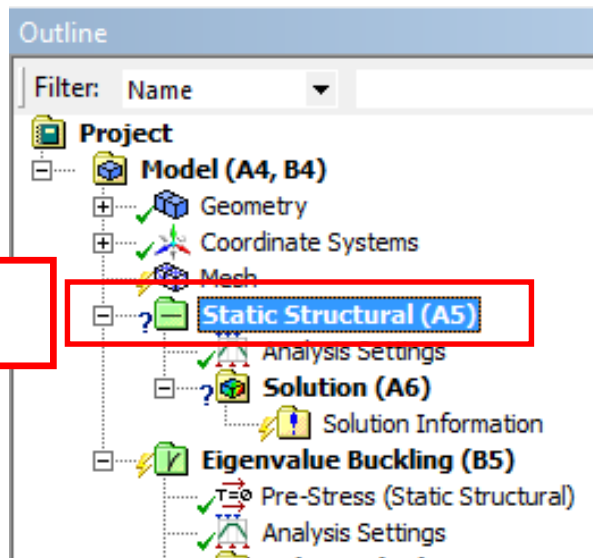 Outline
Filter: Name
Project
Model (A4, B4)
Geometry
Coordinate Systems
Mesh
Static Structural (A5)
Analysis Settings
Solution (A6)
Solution Information
Eigenvalue Buckling (B5)
T=0 Pre-Stress (Static Structural)
Analysis Settings